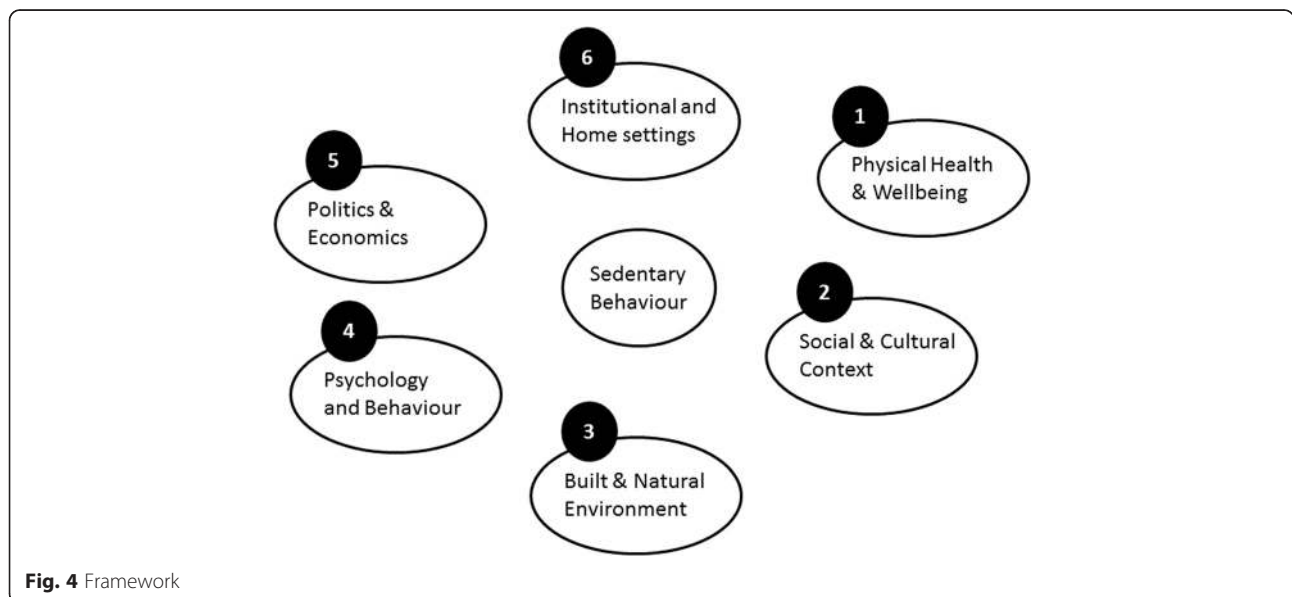 6
Institutional and
Home settings
1
Physical Health
& Wellbeing
5
Politics &
Economics
Sedentary
Behaviour
2
Social & Cultural
Context
4
Psychology
and Behaviour
3
Built & Natural
Environment
Fig. 4 Framework